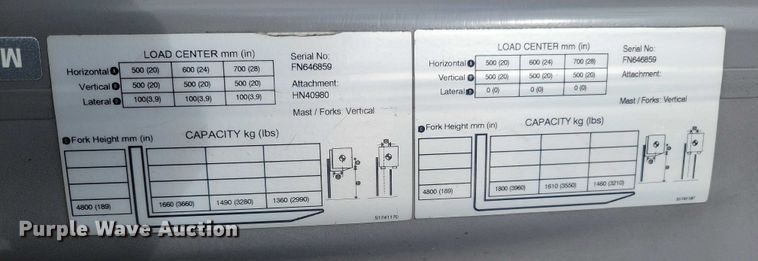 M
LOAD CENTER mm (in)
Horizontal 1 500 (20) 600 (24) 700 (28)
Vertical 2 500 (20) 500 (20) 500 (20)
Lateral 3 100(3,9) 100(3,9) 100(3,9)
Serial No:
FN646859
Attachment:
HN40980
Mast / Forks: Vertical
Fork Height mm (in)
CAPACITY kg (lbs)
4800 (189) 1660 (3660) 1490 (3280) 1360 (2990)
51741170
LOAD CENTER mm (in)
Horizontal 500 (20) 600 (24) 700 (28)
Vertical 500 (20) 500 (20) 500 (20)
Lateral 0 (0) 0 (0) 0 (0)
Serial No:
FN646859
Attachment:
Mast / Forks: Vertical
Fork Height mm (in)
CAPACITY kg (lbs)
4800 (189) 1800 (3960) 1610 (3550) 1460 (3210)
Purple Wave Auction